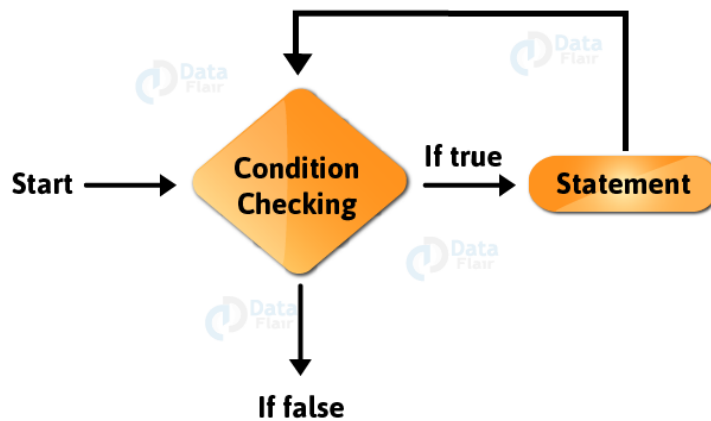 Data
Flair
Data
Flair
If true
Start
Condition
Checking
Statement
Data
Flair
Data
Flair
If false